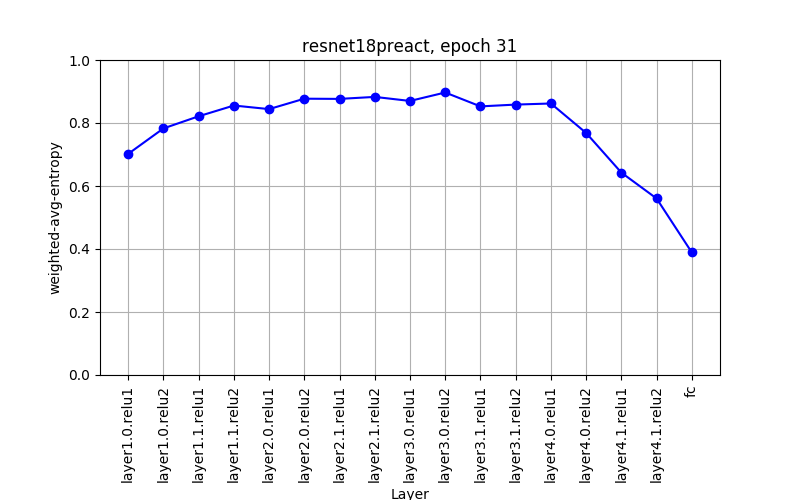 resnet18preact, epoch 31
1.0
0.8
0.6
0.4
0.2
0.0
weighted-avg-entropy
layer1.0.relu1
layer1.0.relu2
layer1.1.relu1
layer1.1.relu2
layer2.0.relu1
layer2.0.relu2
layer2.1.relu1
layer2.1.relu2
layer3.0.relu1
layer3.0.relu2
layer3.1.relu1
layer3.1.relu2
layer4.0.relu1
layer4.0.relu2
layer4.1.relu1
layer4.1.relu2
fc
Layer